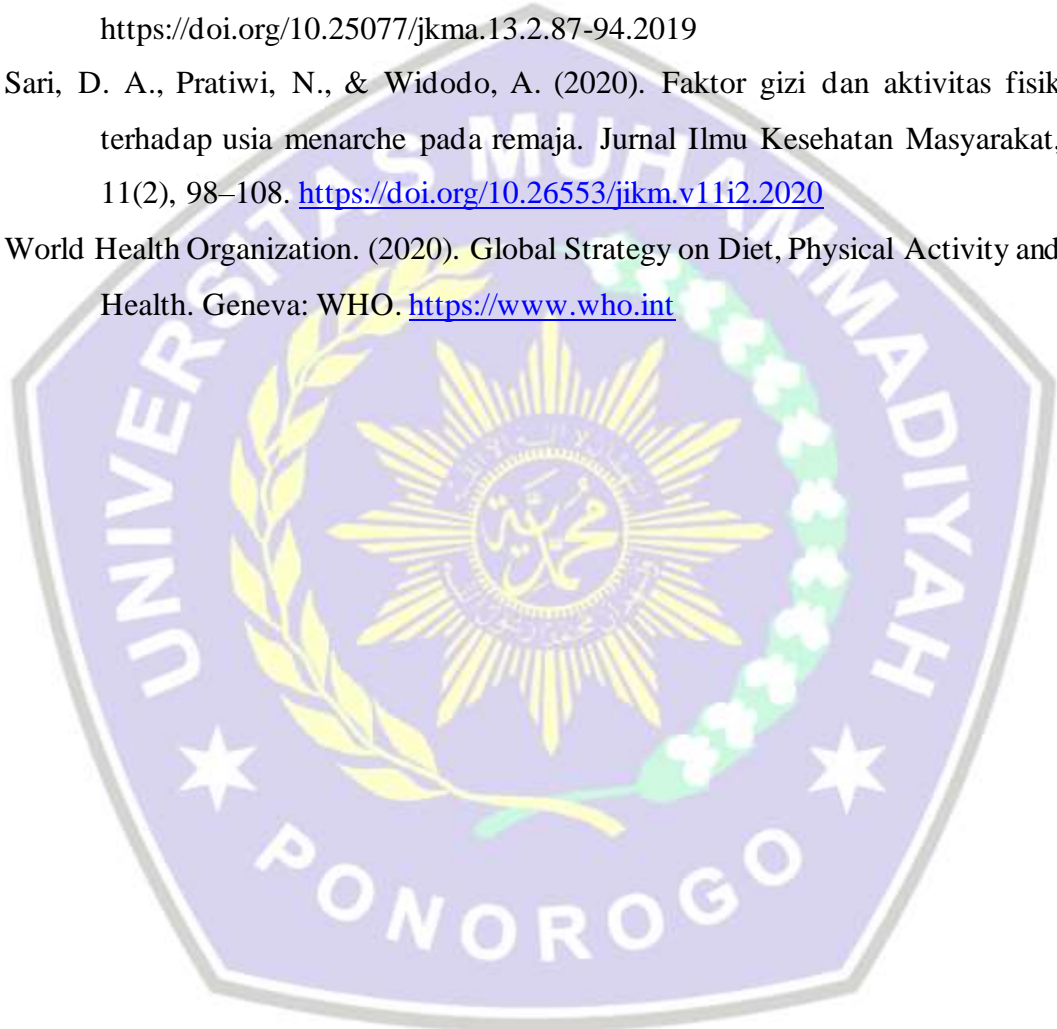 https://doi.org/10.25077/jkma.13.2.87-94.2019
Sari, D. A., Pratiwi, N., & Widodo, A. (2020). Faktor gizi dan aktivitas fisik
terhadap usia menarche pada remaja. Jurnal Ilmu Kesehatan Masyarakat,
11(2), 98–108. https://doi.org/10.26553/jikm.v11i2.2020
World Health Organization. (2020). Global Strategy on Diet, Physical Activity and
Health. Geneva: WHO. https://www.who.int
UNIVERSITAS MUHAMMADIYAH
محمدية
PONOROGO